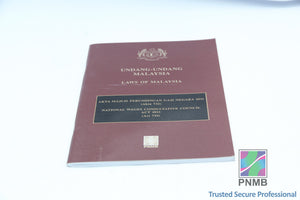 UNDANG-UNDANG
MALAYSIA
LAWS OF MALAYSIA
AKTA MAJLIS PERUNDINGAN GAJI NEGARA 2011
(Akta 732)
NATIONAL WAGES CONSULTATIVE COUNCIL
ACT 2011
(Act 732)
PNMB
Trusted Secure Professional